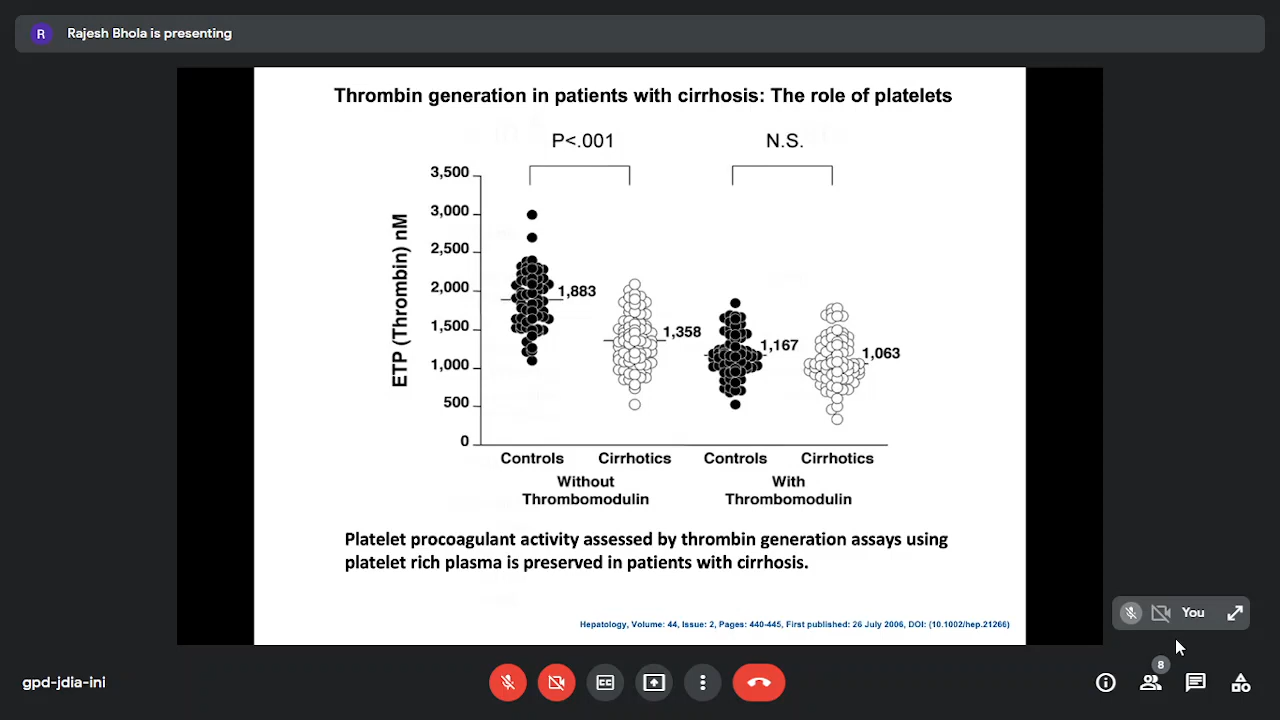 R
Rajesh Bhola is presenting
Thrombin generation in patients with cirrhosis: The role of platelets
P<.001
N.S.
ETP (Thrombin) nM
3,500
3,000
2,500
2,000
1,500
1,000
500
0
1,883
1,358
1,167
1,063
Controls
Cirrhotics
Controls
Cirrhotics
Without
Thrombomodulin
With
Thrombomodulin
Platelet procoagulant activity assessed by thrombin generation assays using
platelet rich plasma is preserved in patients with cirrhosis.
Hepatology, Volume: 44, Issue: 2, Pages: 440-445, First published: 26 July 2006, DOI: (10.1002/hep.21266)
You
gpd-jdia-ini
CC
8